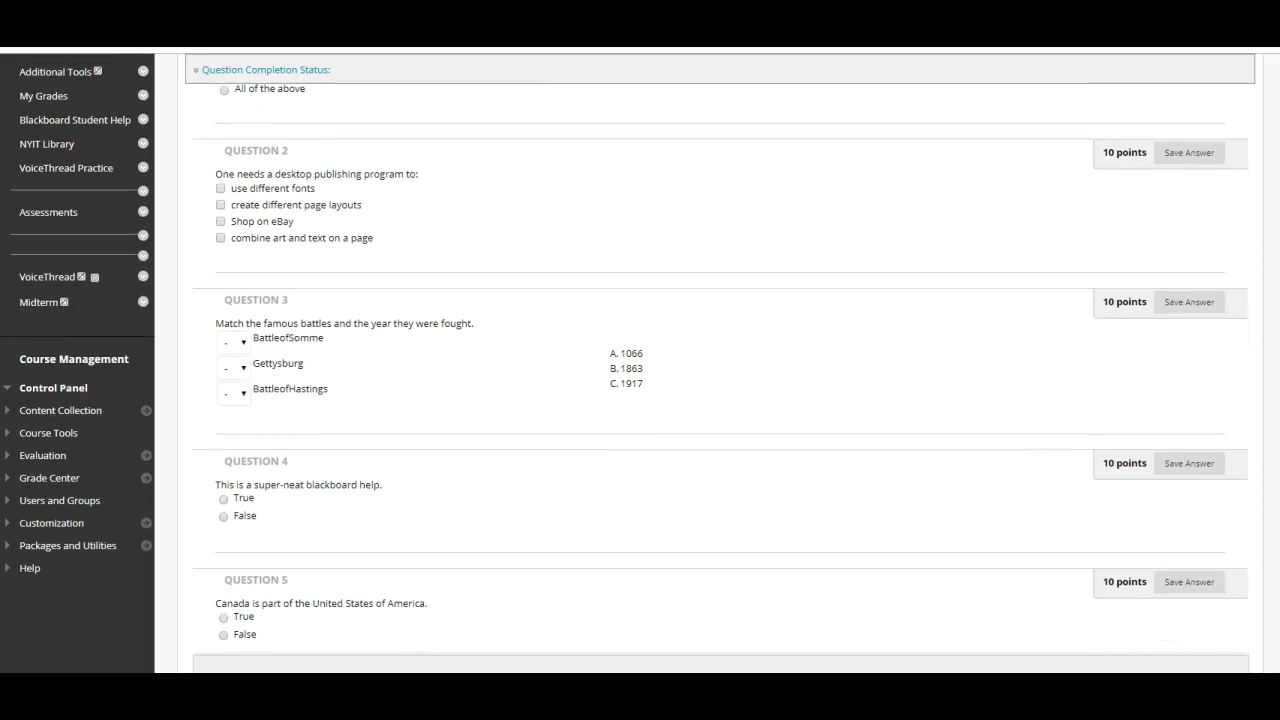 Additional Tools
My Grades
Blackboard Student Help
NYIT Library
VoiceThread Practice
Assessments
VoiceThread
Midterm
Course Management
Control Panel
Content Collection
Course Tools
Evaluation
Grade Center
Users and Groups
Customization
Packages and Utilities
Help
Question Completion Status:
All of the above
QUESTION 2
10 points
Save Answer
One needs a desktop publishing program to:
use different fonts
create different page layouts
Shop on eBay
combine art and text on a page
QUESTION 3
10 points
Save Answer
Match the famous battles and the year they were fought.
- BattleofSomme
- Gettysburg
- BattleofHastings
A. 1066
B. 1863
C. 1917
QUESTION 4
10 points
Save Answer
This is a super-neat blackboard help.
True
False
QUESTION 5
10 points
Save Answer
Canada is part of the United States of America.
True
False